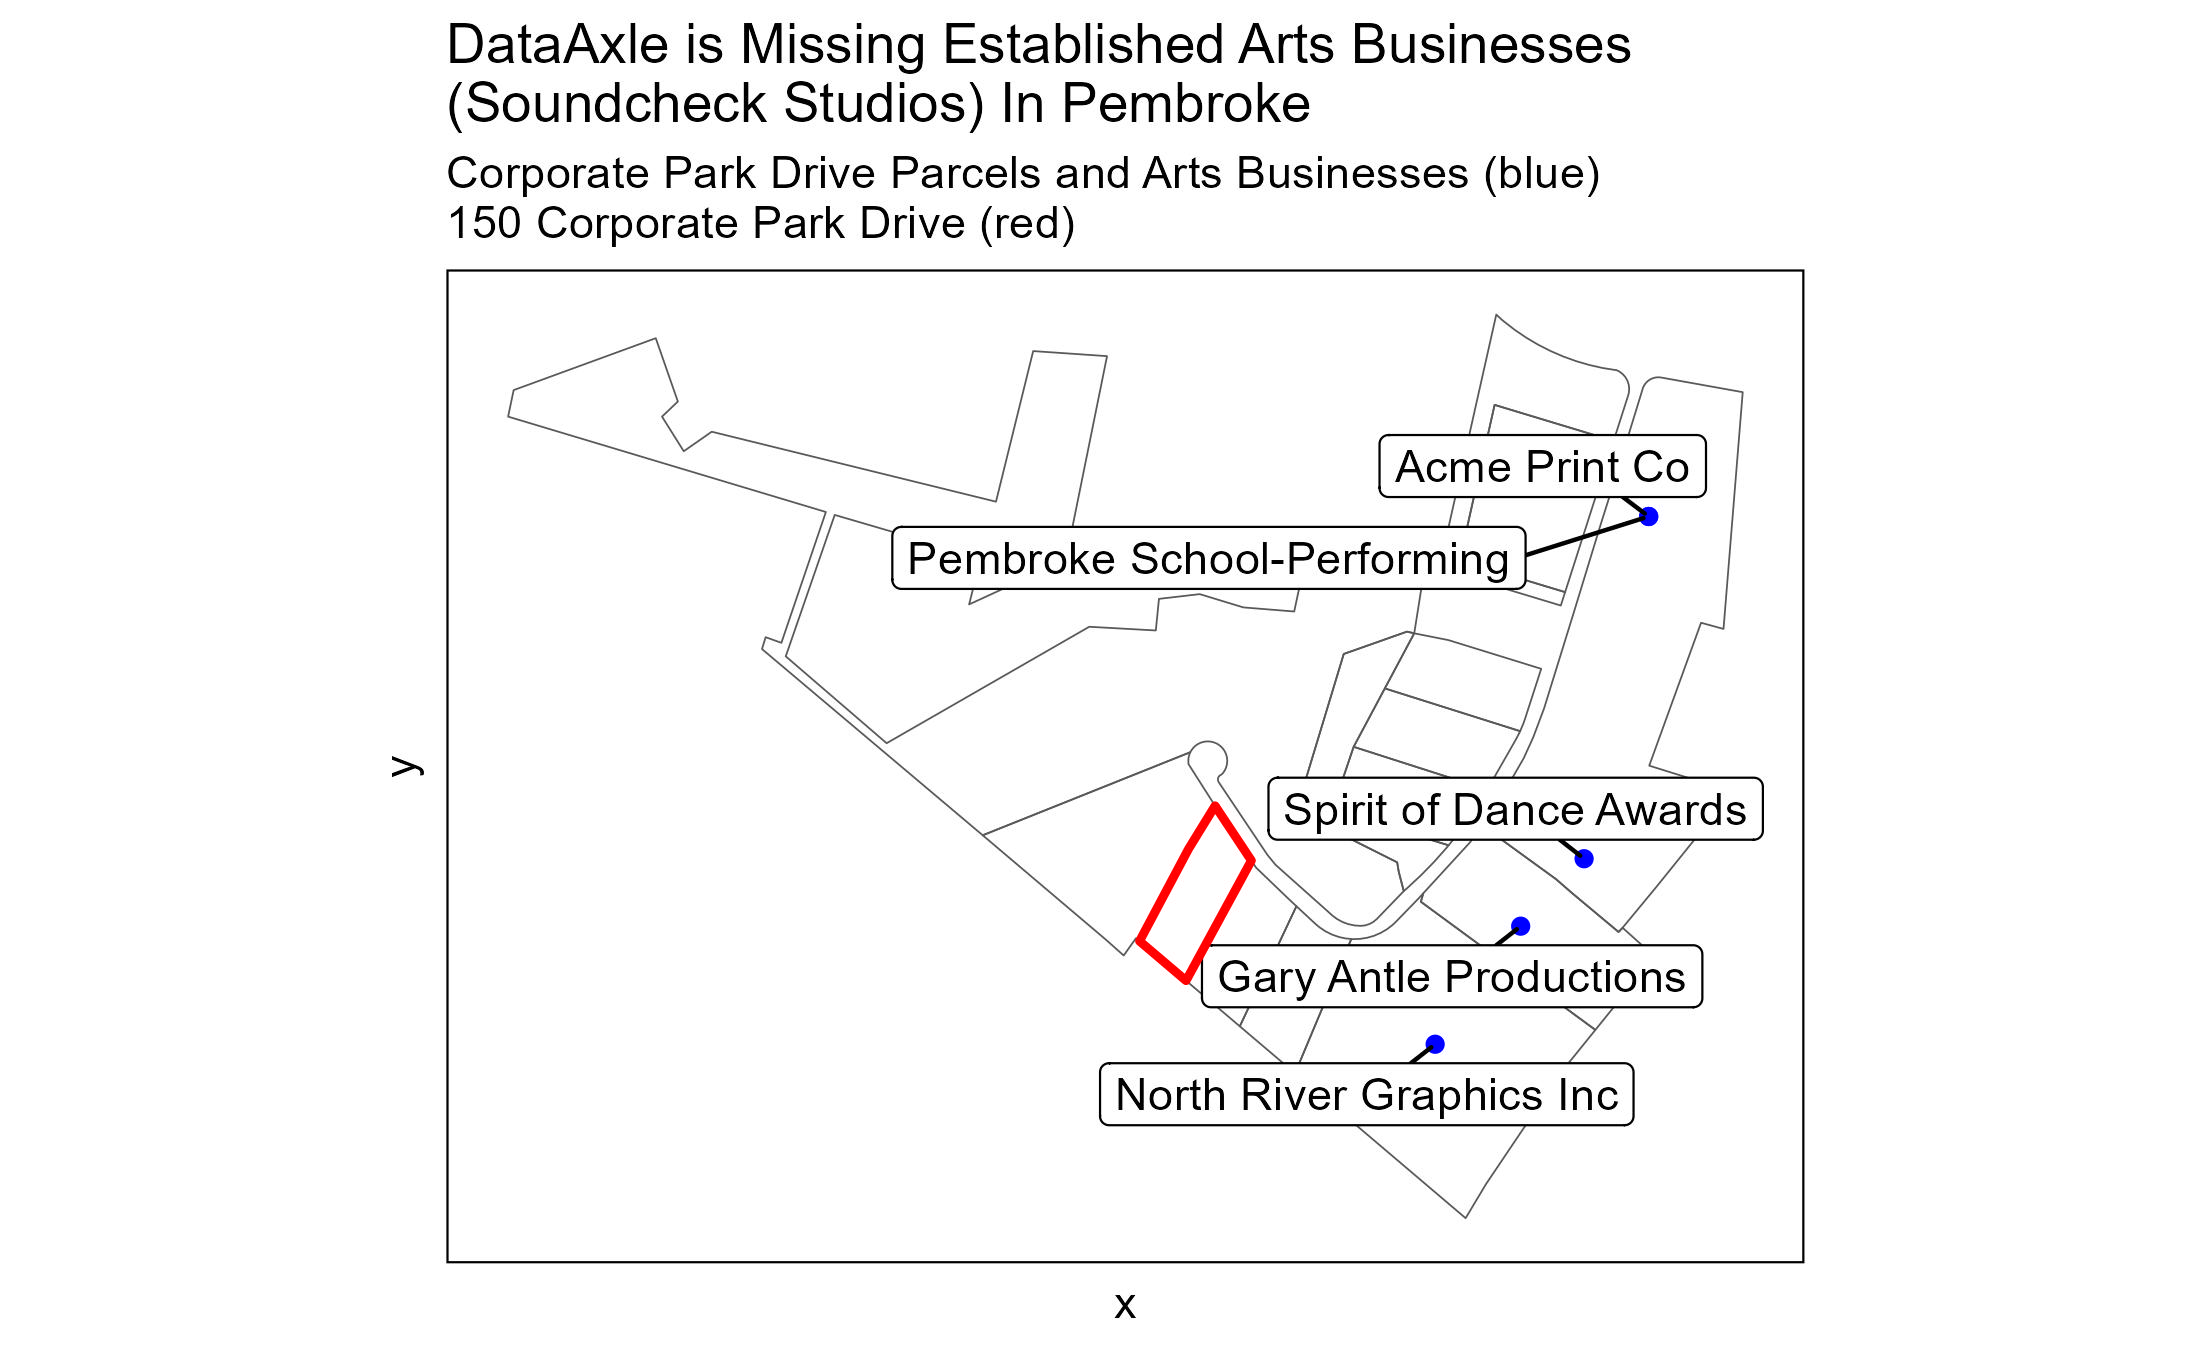 DataAxle is Missing Established Arts Businesses
(Soundcheck Studios) In Pembroke
Corporate Park Drive Parcels and Arts Businesses (blue)
150 Corporate Park Drive (red)
Acme Print Co
Pembroke School-Performing
y
Spirit of Dance Awards
Gary Antle Productions
North River Graphics Inc
x